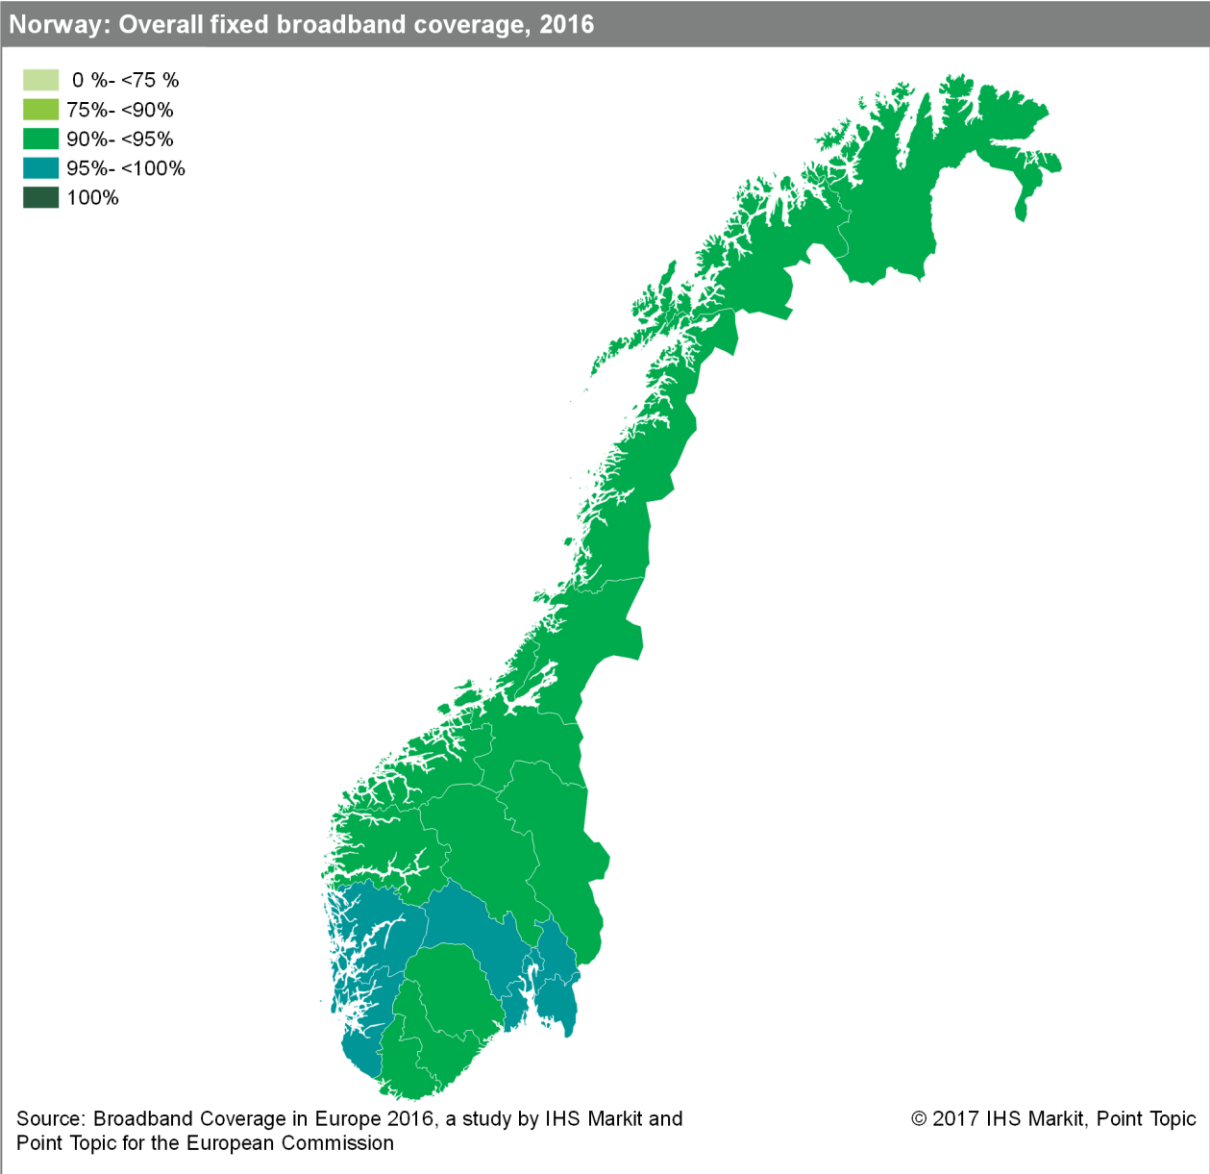 Norway: Overall fixed broadband coverage, 2016
0 %- <75 %
75%- <90%
90%- <95%
95%- <100%
100%
Source: Broadband Coverage in Europe 2016, a study by IHS Markit and
Point Topic for the European Commission
© 2017 IHS Markit, Point Topic